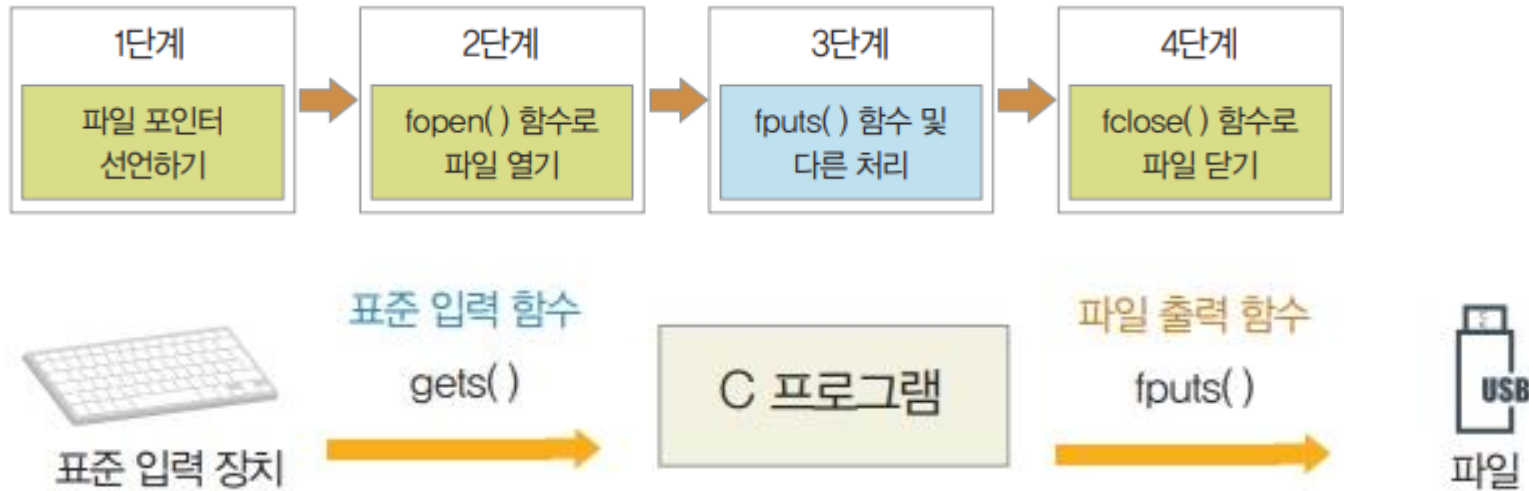 1단계
파일 포인터
선언하기
2단계
fopen( ) 함수로
파일 열기
3단계
fputs( ) 함수 및
다른 처리
4단계
fclose( ) 함수로
파일 닫기
표준 입력 함수
gets( )
표준 입력 장치
C 프로그램
파일 출력 함수
fputs( )
USB
파일